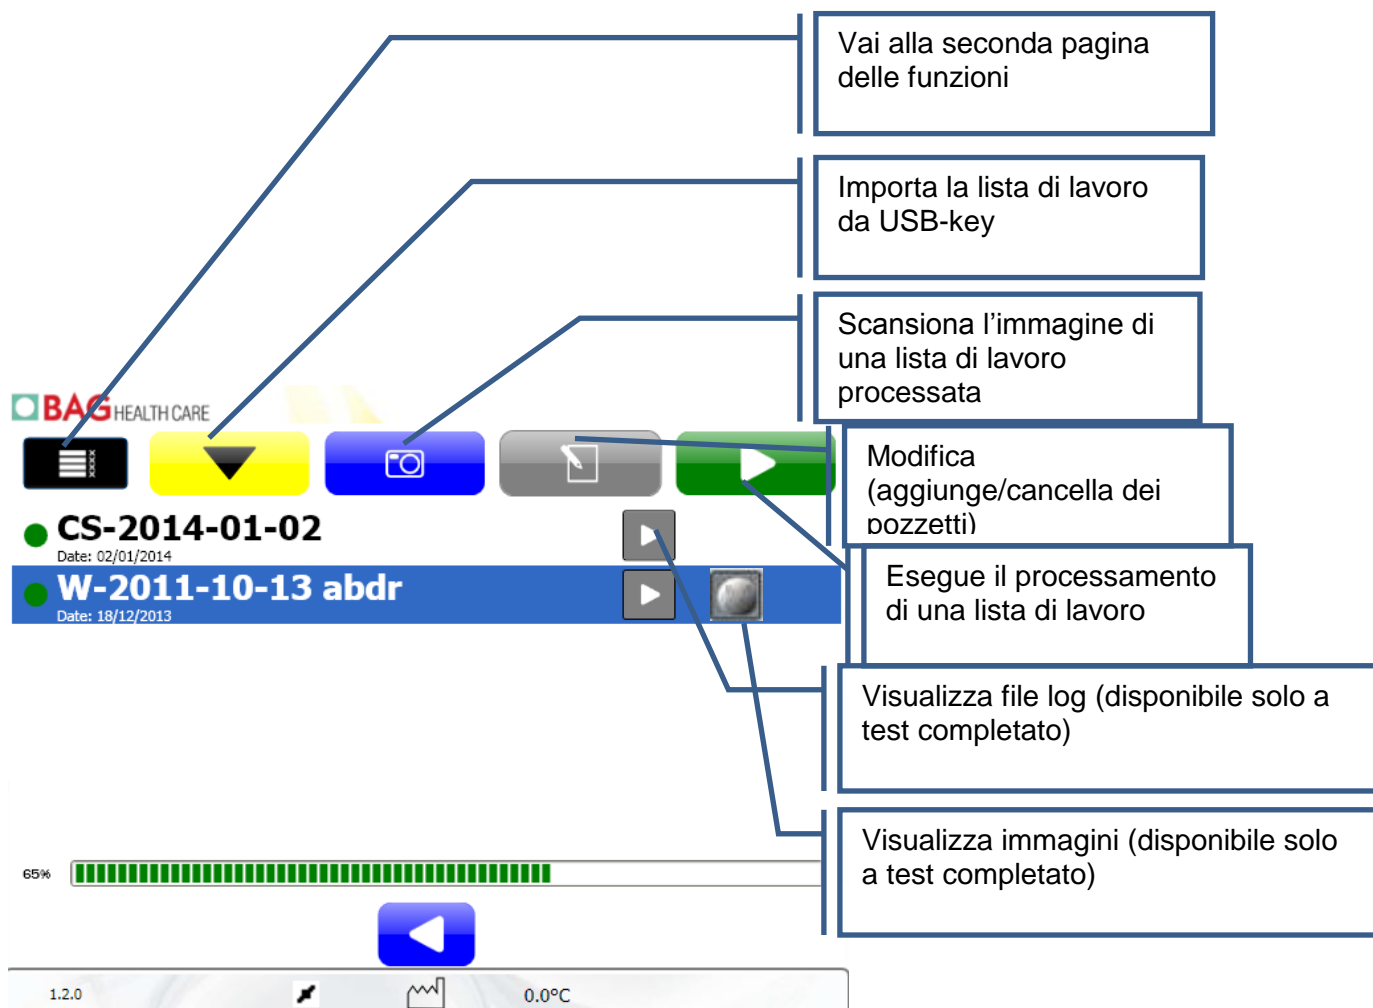 Vai alla seconda pagina
delle funzioni
Importa la lista di lavoro
da USB-key
Scansiona l’immagine di
una lista di lavoro
processata
BAG HEALTH CARE
Modifica
(aggiunge/cancella dei
pozzetti)
CS-2014-01-02
Date: 02/01/2014
Esegue il processamento
di una lista di lavoro
W-2011-10-13 abdr
Date: 18/12/2013
Visualizza file log (disponibile solo a
test completato)
Visualizza immagini (disponibile solo
a test completato)
65%
1.2.0
0.0°C